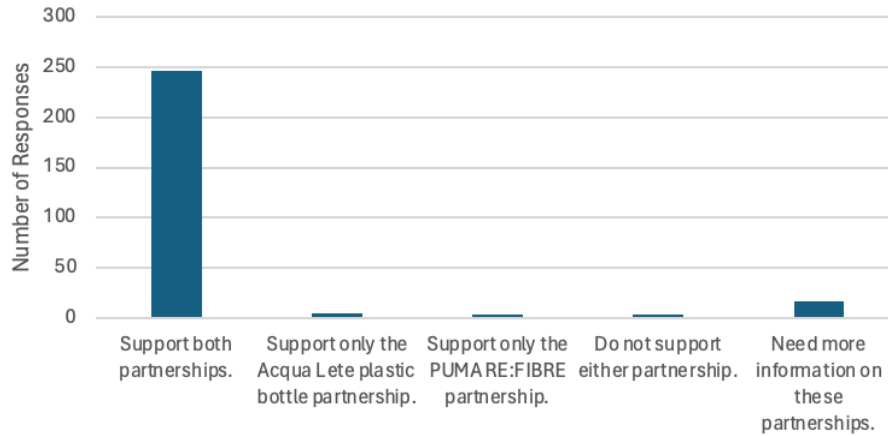 300
250
200
150
100
50
0
Number of Responses
Support both
partnerships.
Support only the
Acqua Lete plastic
bottle partnership.
Support only the
PUMA RE:FIBRE
partnership.
Do not support
either partnership.
Need more
information on
these
partnerships.